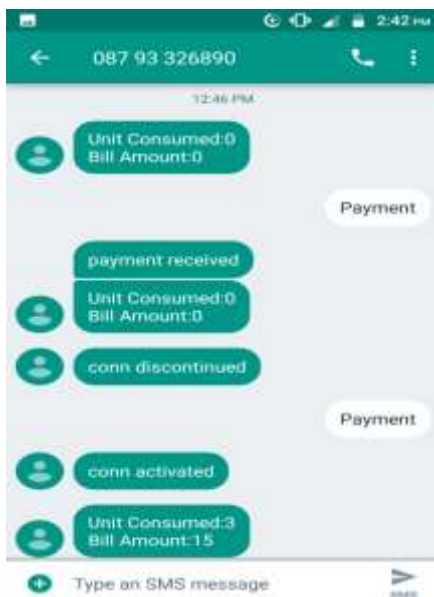 2:42 PM
087 93 326890
12:46 PM
Unit Consumed:0
Bill Amount:0
Payment
payment received
Unit Consumed:0
Bill Amount:0
conn discontinued
Payment
conn activated
Unit Consumed:3
Bill Amount:15
Type an SMS message
SMS